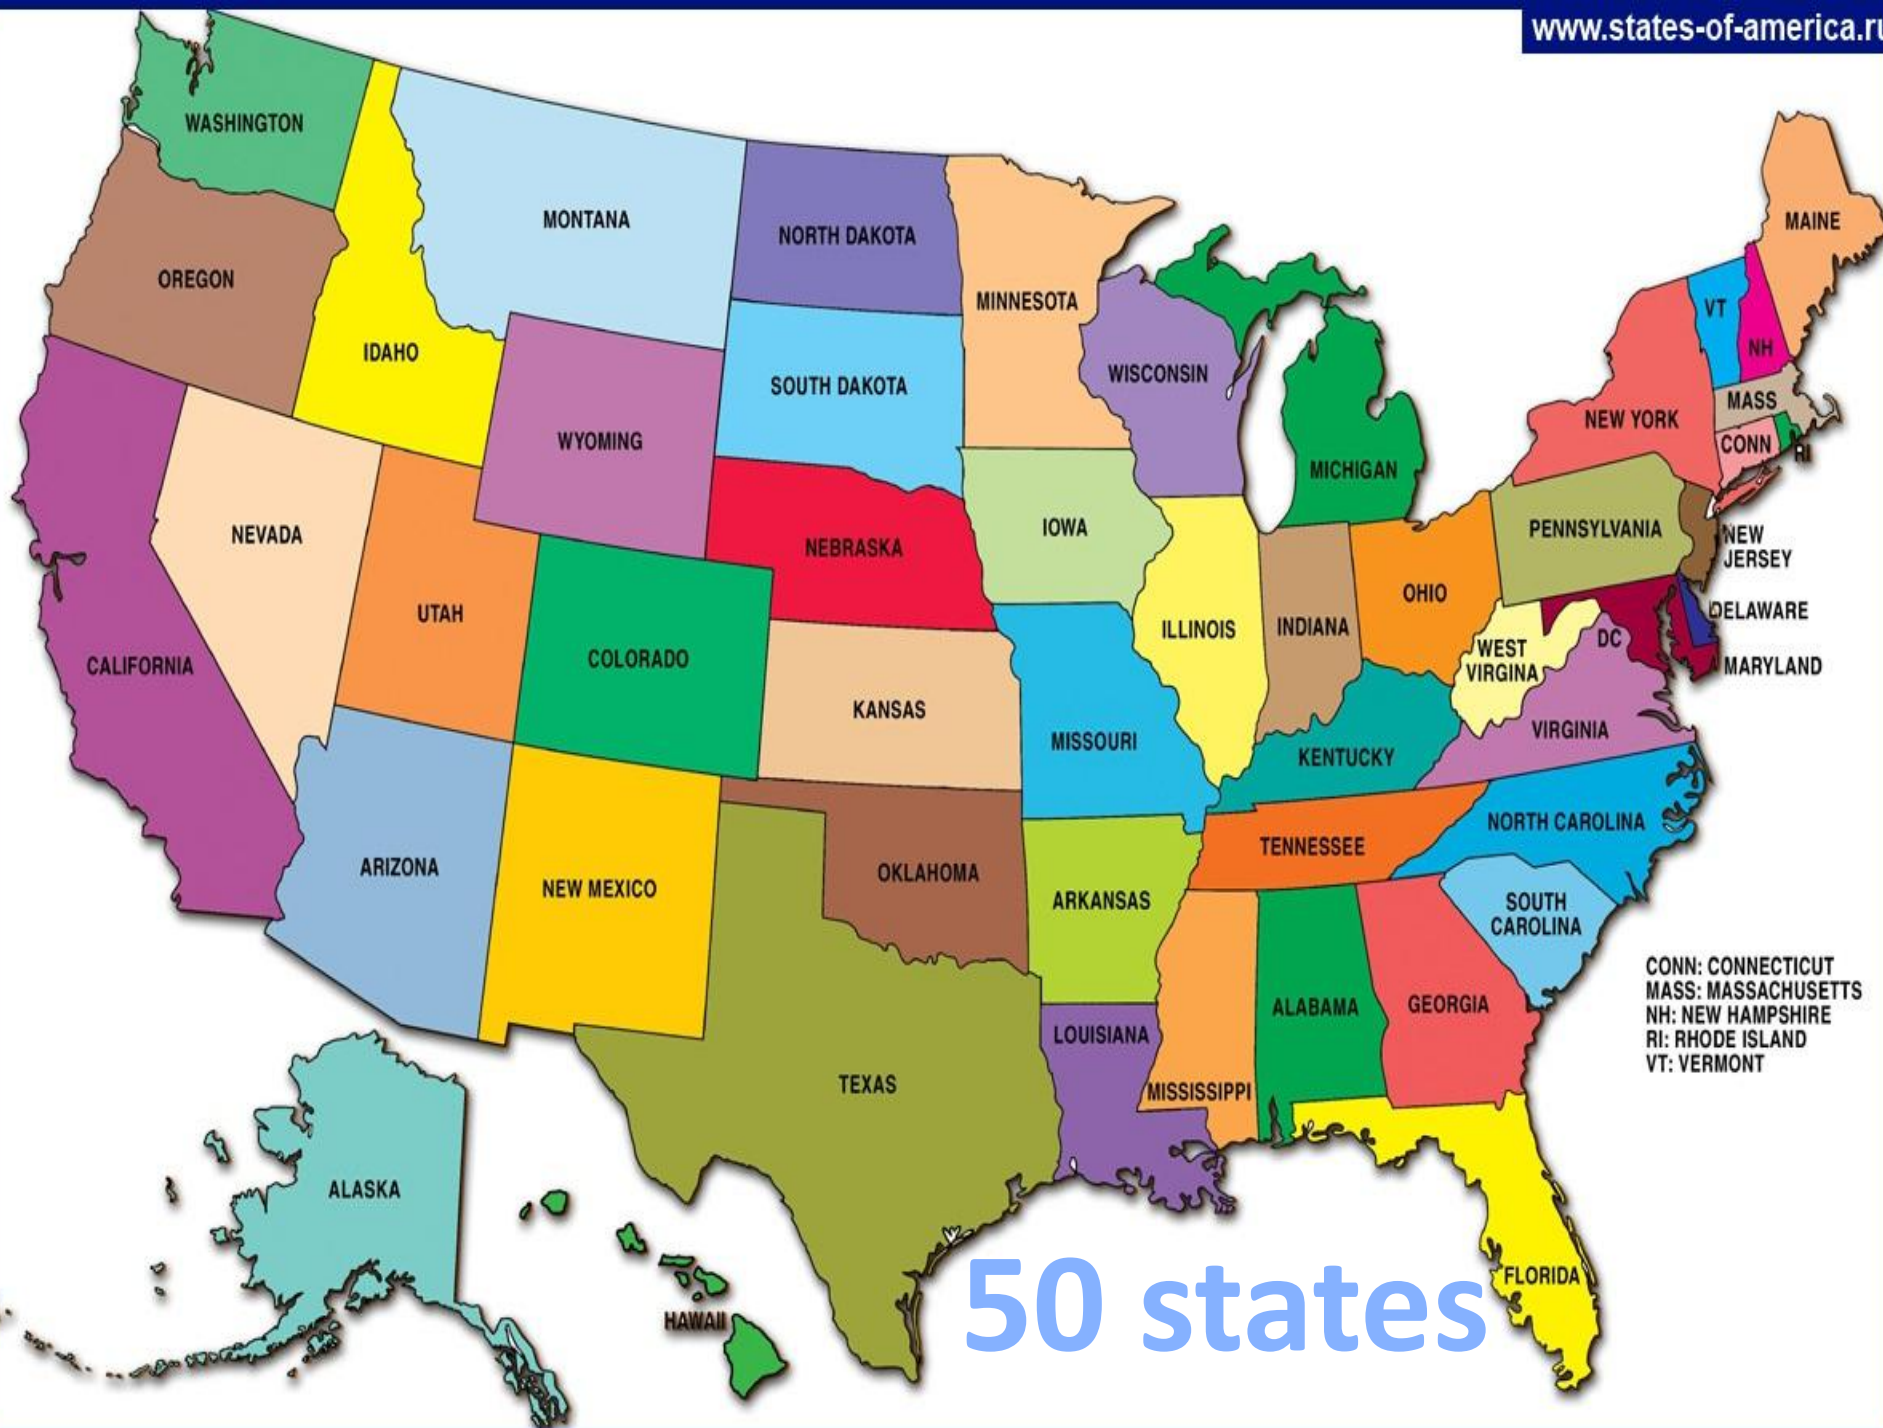 www.states-of-america.ru
WASHINGTON
MONTANA
NORTH DAKOTA
MINNESOTA
MAINE
OREGON
IDAHO
SOUTH DAKOTA
WISCONSIN
VT
NH
WYOMING
MICHIGAN
NEW YORK
MASS
CONN
RI
NEVADA
NEBRASKA
IOWA
PENNSYLVANIA
NEW
JERSEY
CALIFORNIA
UTAH
COLORADO
KANSAS
ILLINOIS
INDIANA
OHIO
WEST
VIRGINA
DC
DELAWARE
MARYLAND
MISSOURI
KENTUCKY
VIRGINIA
ARIZONA
NEW MEXICO
OKLAHOMA
ARKANSAS
TENNESSEE
NORTH CAROLINA
SOUTH
CAROLINA
TEXAS
LOUISIANA
MISSISSIPPI
ALABAMA
GEORGIA
CONN: CONNECTICUT
MASS: MASSACHUSETTS
NH: NEW HAMPSHIRE
RI: RHODE ISLAND
VT: VERMONT
ALASKA
HAWAII
FLORIDA
50 states